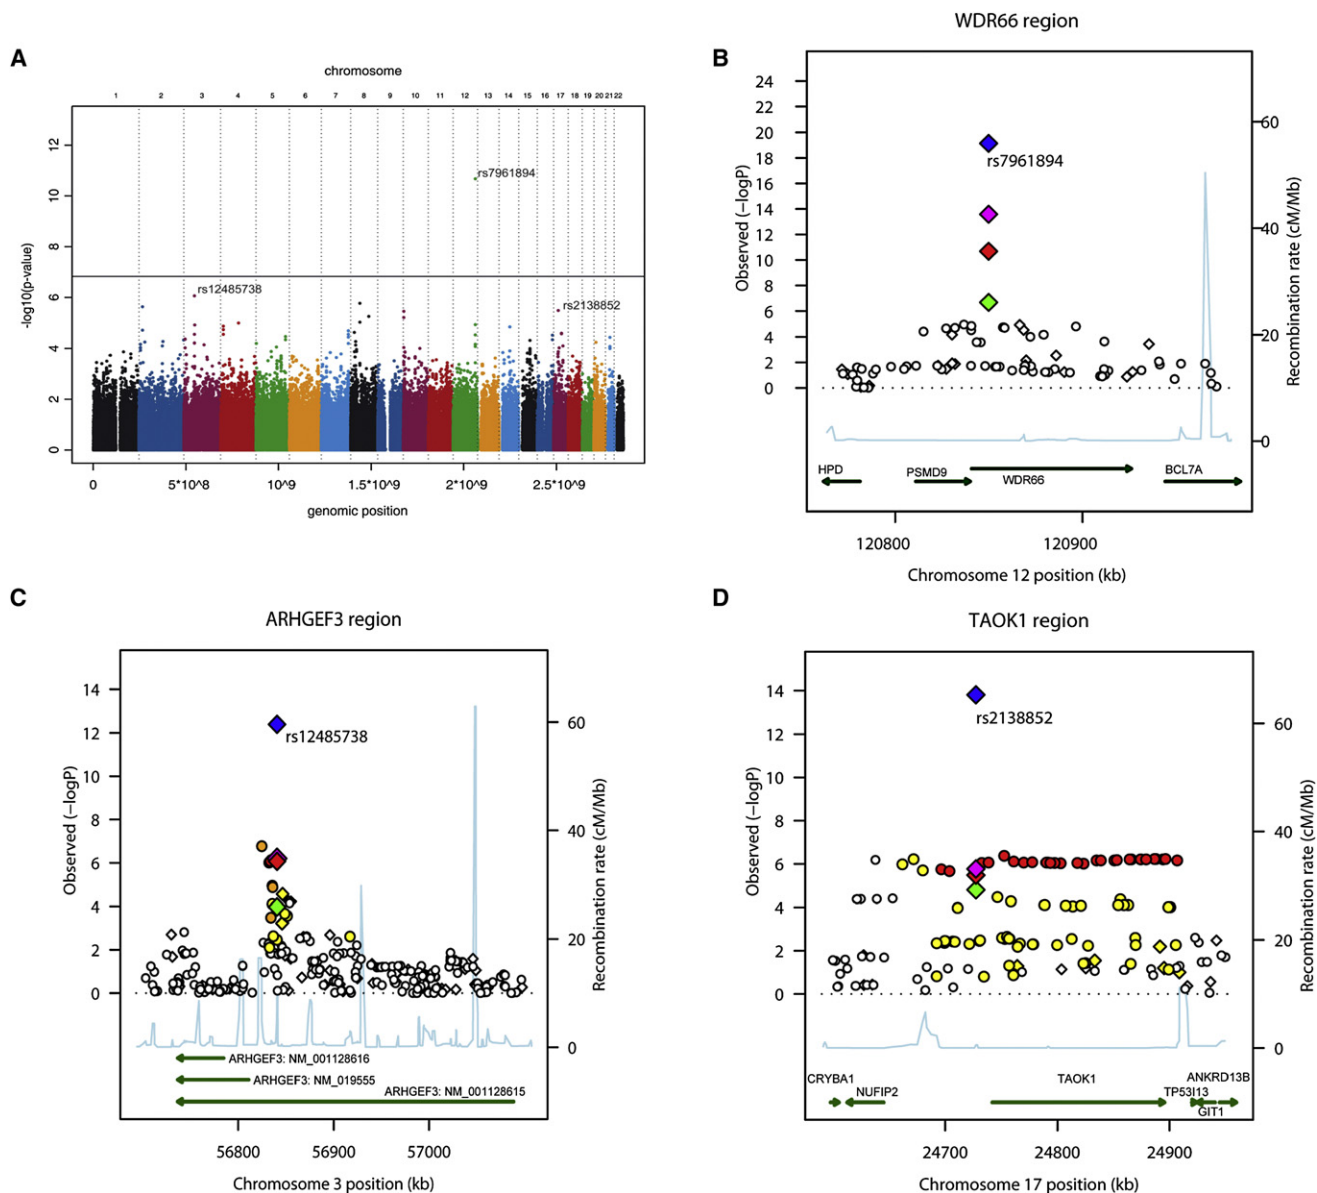 A
chromosome
1 2 3 4 5 6 7 8 9 10 11 12 13 14 15 16 17 18 19 20 21 22
-log10(p-value)
12
10
8
6
4
2
0
rs7961894
rs12485738
rs2138852
0 5*10^8 10^9 1.5*10^9 2*10^9 2.5*10^9
genomic position
B
WDR66 region
Observed (−logP)
24
22
20
18
16
14
12
10
8
6
4
2
0
rs7961894
60
40
20
0
Recombination rate (cM/Mb)
HPD
PSMD9
WDR66
BCL7A
120800 120900
Chromosome 12 position (kb)
C
ARHGEF3 region
Observed (−logP)
14
12
10
8
6
4
2
0
rs12485738
60
40
20
0
Recombination rate (cM/Mb)
ARHGEF3: NM_001128616
ARHGEF3: NM_019555
ARHGEF3: NM_001128615
56800 56900 57000
Chromosome 3 position (kb)
D
TAOK1 region
Observed (−logP)
14
12
10
8
6
4
2
0
rs2138852
60
40
20
0
Recombination rate (cM/Mb)
CRYBA1
NUFIP2
TAOK1
TP53I13
GIT1
ANKRD13B
24700 24800 24900
Chromosome 17 position (kb)